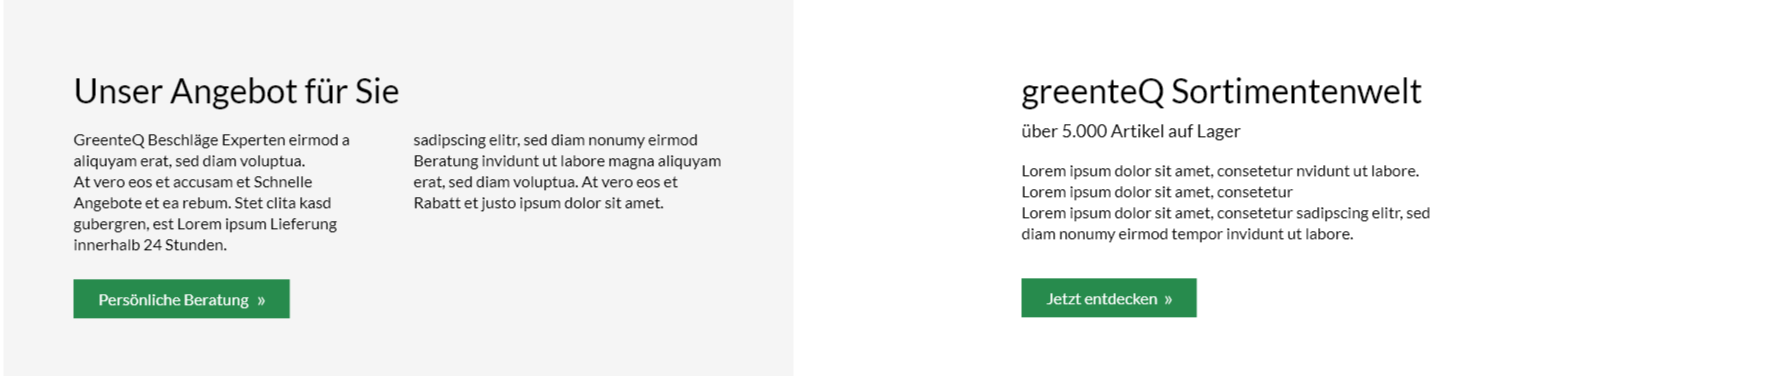 Unser Angebot für Sie
GreenteQ Beschläge Experten eirmod a
aliquyam erat, sed diam voluptua.
At vero eos et accusam et Schnelle
Angebote et ea rebum. Stet clita kasd
gubergren, est Lorem ipsum Lieferung
innerhalb 24 Stunden.
sadipscing elitr, sed diam nonumy eirmod
Beratung invidunt ut labore magna aliquyam
erat, sed diam voluptua. At vero eos et
Rabatt et justo ipsum dolor sit amet.
Persönliche Beratung »
greenteQ Sortimentenwelt
über 5.000 Artikel auf Lager
Lorem ipsum dolor sit amet, consetetur nvidunt ut labore.
Lorem ipsum dolor sit amet, consetetur
Lorem ipsum dolor sit amet, consetetur sadipscing elitr, sed
diam nonumy eirmod tempor invidunt ut labore.
Jetzt entdecken »